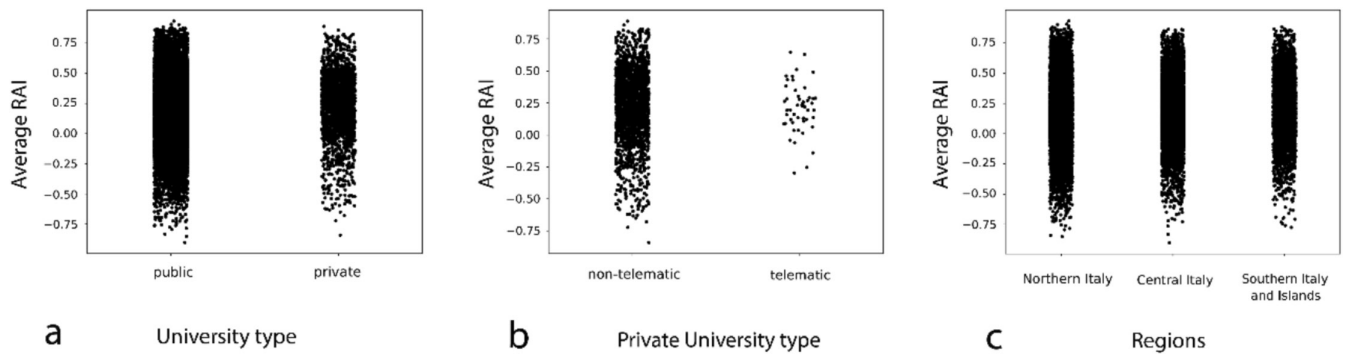 Average RAI
0.75
0.50
0.25
0.00
−0.25
−0.50
−0.75
public private
a University type
Average RAI
0.75
0.50
0.25
0.00
−0.25
−0.50
−0.75
non-telematic telematic
b Private University type
Average RAI
0.75
0.50
0.25
0.00
−0.25
−0.50
−0.75
Northern Italy Central Italy Southern Italy
and Islands
c Regions